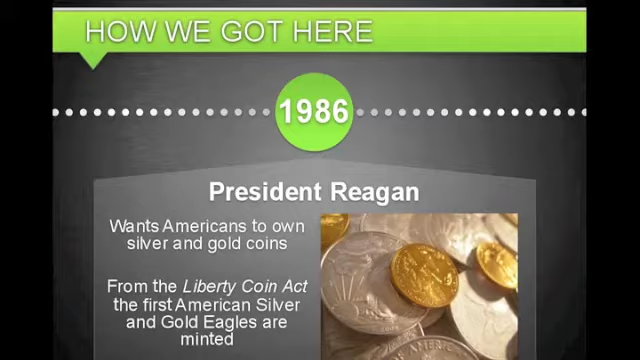 HOW WE GOT HERE
1986
President Reagan
Wants Americans to own
silver and gold coins
From the Liberty Coin Act
the first American Silver
and Gold Eagles are
minted